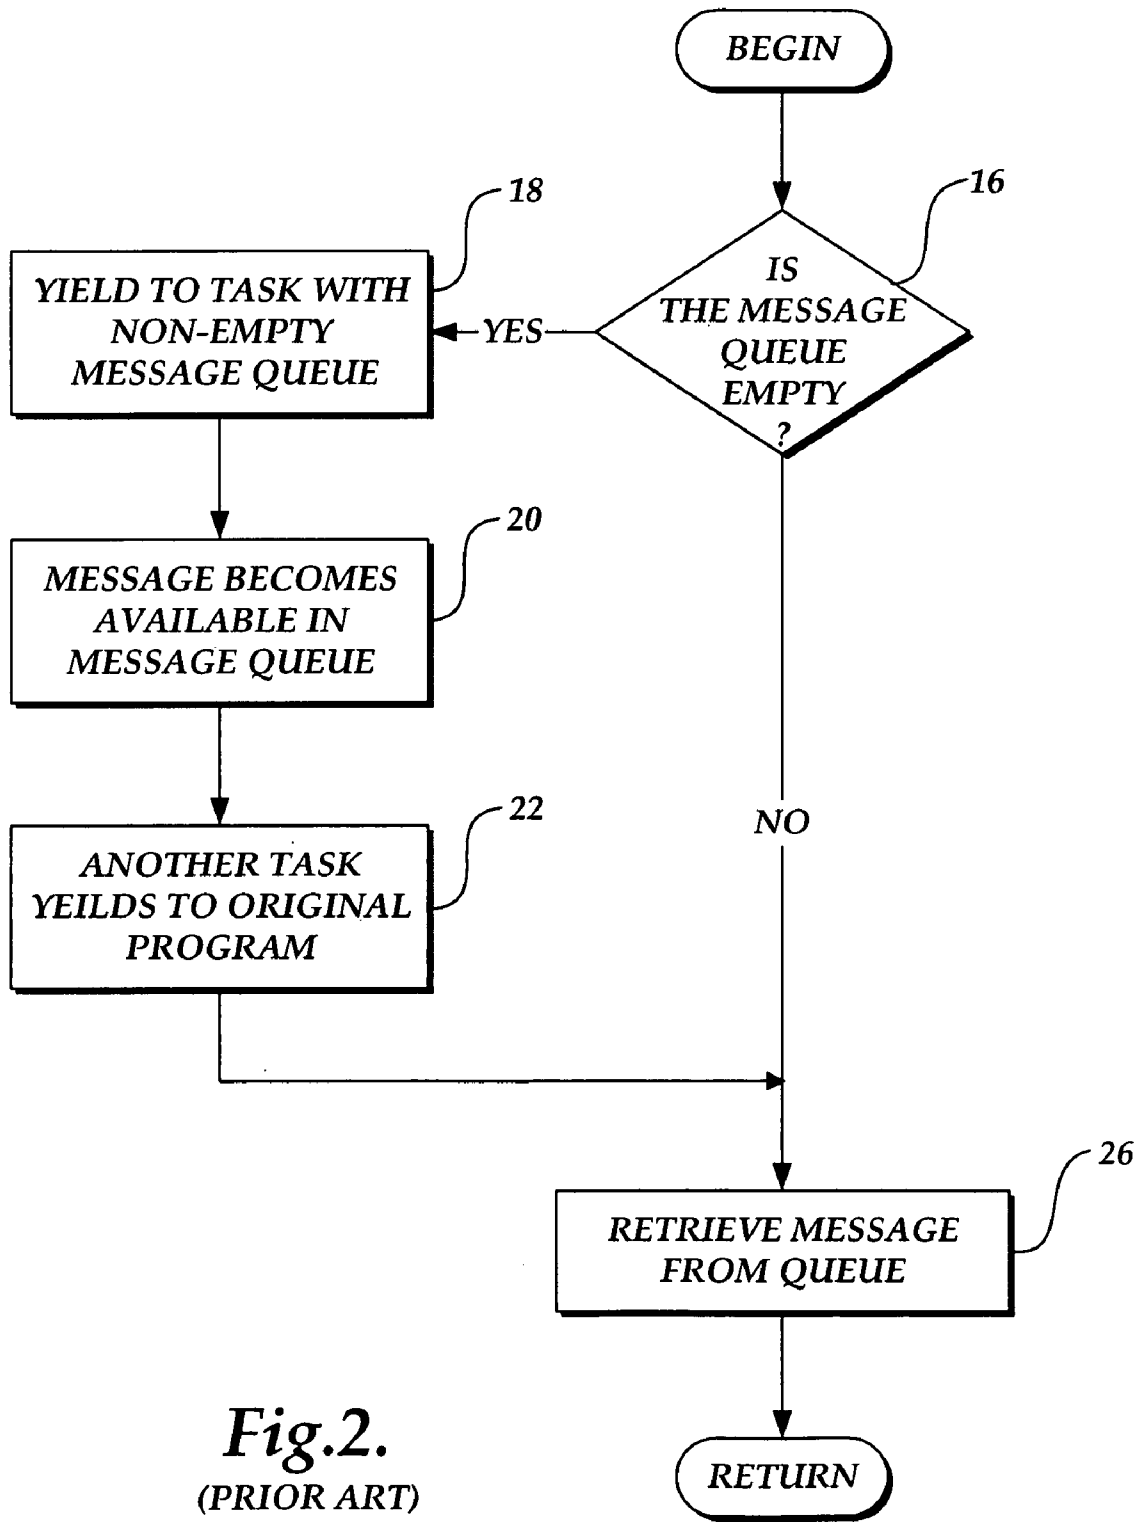 BEGIN
16
IS
THE MESSAGE
QUEUE
EMPTY
?
YES
18
YIELD TO TASK WITH
NON-EMPTY
MESSAGE QUEUE
20
MESSAGE BECOMES
AVAILABLE IN
MESSAGE QUEUE
22
ANOTHER TASK
YEILDS TO ORIGINAL
PROGRAM
NO
26
RETRIEVE MESSAGE
FROM QUEUE
RETURN
Fig.2.
(PRIOR ART)